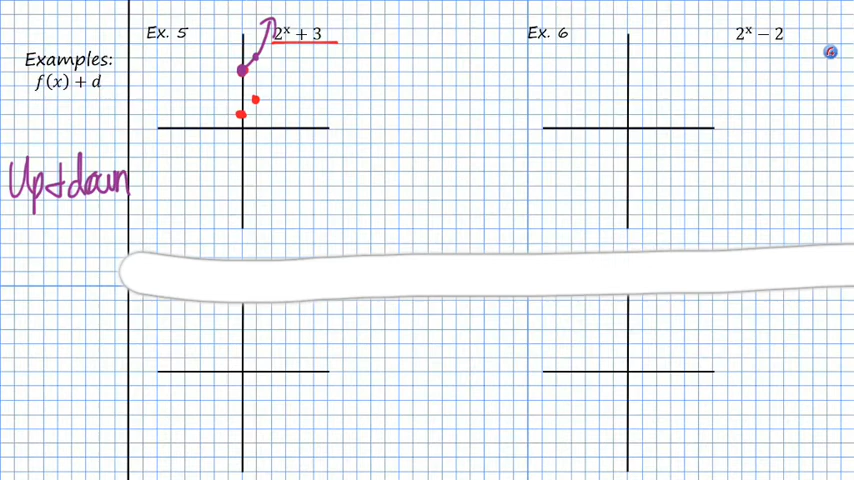 Ex. 5
2ˣ + 3
Ex. 6
2ˣ − 2
Examples:
f(x) + d
Up+down